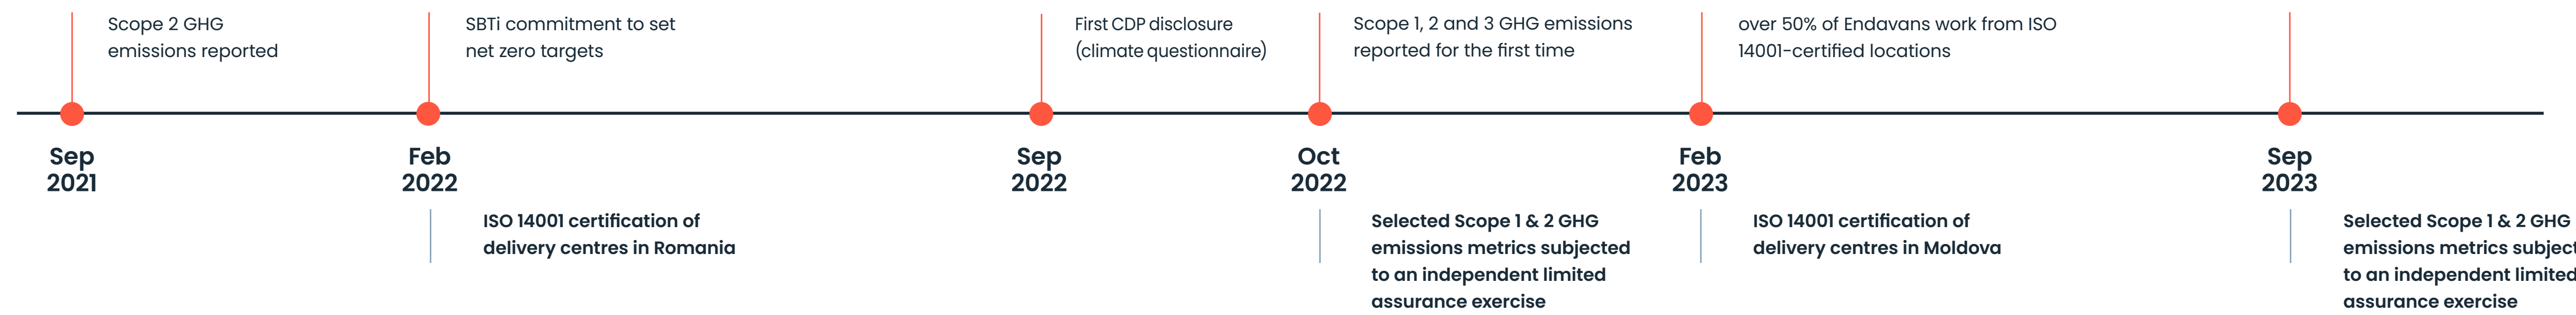 Scope 2 GHG
emissions reported
SBTi commitment to set
net zero targets
First CDP disclosure
(climate questionnaire)
Scope 1, 2 and 3 GHG emissions
reported for the first time
over 50% of Endavans work from ISO
14001-certified locations
Sep
2021
Feb
2022
Sep
2022
Oct
2022
Feb
2023
Sep
2023
ISO 14001 certification of
delivery centres in Romania
Selected Scope 1 & 2 GHG
emissions metrics subjected
to an independent limited
assurance exercise
ISO 14001 certification of
delivery centres in Moldova
Selected Scope 1 & 2 GHG
emissions metrics subject
to an independent limited
assurance exercise